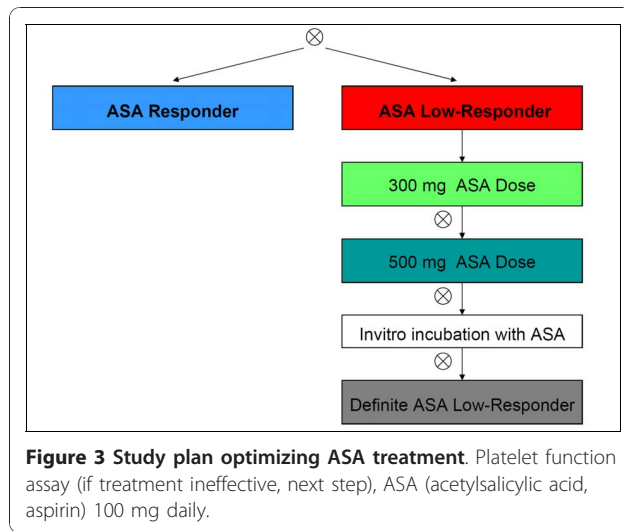 ⊗
ASA Responder
ASA Low-Responder
300 mg ASA Dose
⊗
500 mg ASA Dose
⊗
Invitro incubation with ASA
⊗
Definite ASA Low-Responder
Figure 3 Study plan optimizing ASA treatment. Platelet function
assay (if treatment ineffective, next step), ASA (acetylsalicylic acid,
aspirin) 100 mg daily.